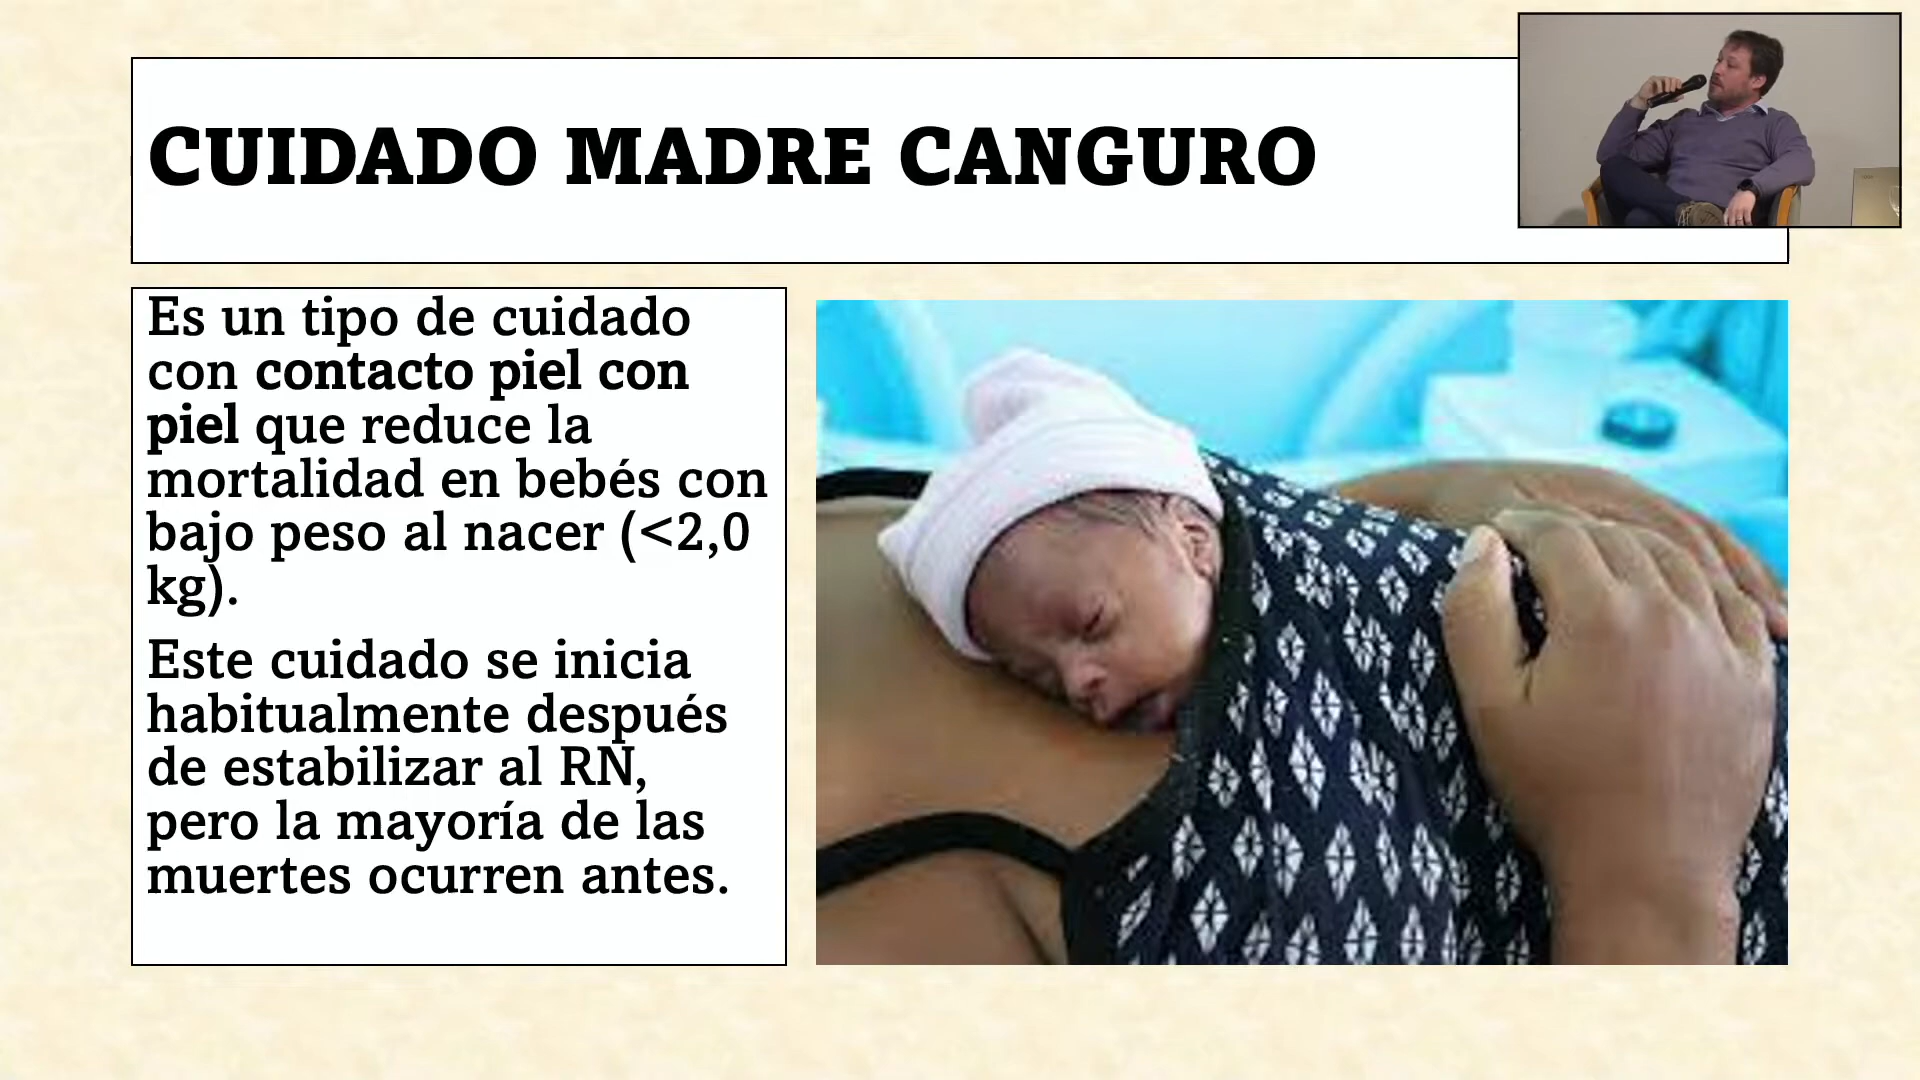 CUIDADO MADRE CANGURO
Es un tipo de cuidado
con contacto piel con
piel que reduce la
mortalidad en bebés con
bajo peso al nacer (<2,0
kg).
Este cuidado se inicia
habitualmente después
de estabilizar al RN,
pero la mayoría de las
muertes ocurren antes.